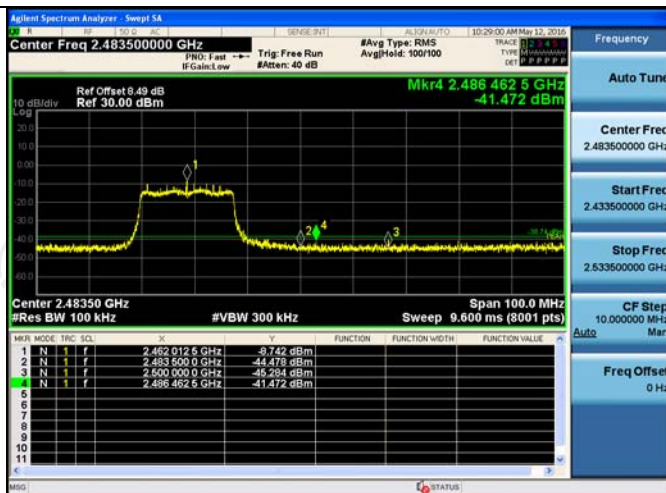 Agilent Spectrum Analyzer - Swept SA
R RF 50 Ω AC SENSE:INT ALIGN AUTO 10:29:00 AM May 12, 2016
Center Freq 2.483500000 GHz
PNO: Fast
IFGain:Low
Trig: Free Run
#Atten: 40 dB
#Avg Type: RMS
Avg|Hold: 100/100
TRACE 1 2 3 4 5
TYPE
DET P P P P P P
Mkr4 2.486 462 5 GHz
-41.472 dBm
Ref Offset 8.49 dB
Ref 30.00 dBm
10 dB/div
Log
20.0
10.0
0.00
-10.0
-20.0
-30.0
-40.0
-50.0
-60.0
1
2
4
3
Center 2.48350 GHz Span 100.0 MHz
#Res BW 100 kHz #VBW 300 kHz Sweep 9.600 ms (8001 pts)
MKR MODE TRC SCL X Y FUNCTION FUNCTION WIDTH FUNCTION VALUE
1 N 1 f 2.462 012 5 GHz -8.742 dBm
2 N 1 f 2.483 500 0 GHz -44.478 dBm
3 N 1 f 2.500 000 0 GHz -45.284 dBm
4 N 1 f 2.486 462 5 GHz -41.472 dBm
5
6
7
8
9
10
11
MSG STATUS
Frequency
Auto Tune
Center Freq
2.483500000 GHz
Start Freq
2.433500000 GHz
Stop Freq
2.533500000 GHz
CF Step
10.000000 MHz
Auto Man
Freq Offset
0 Hz